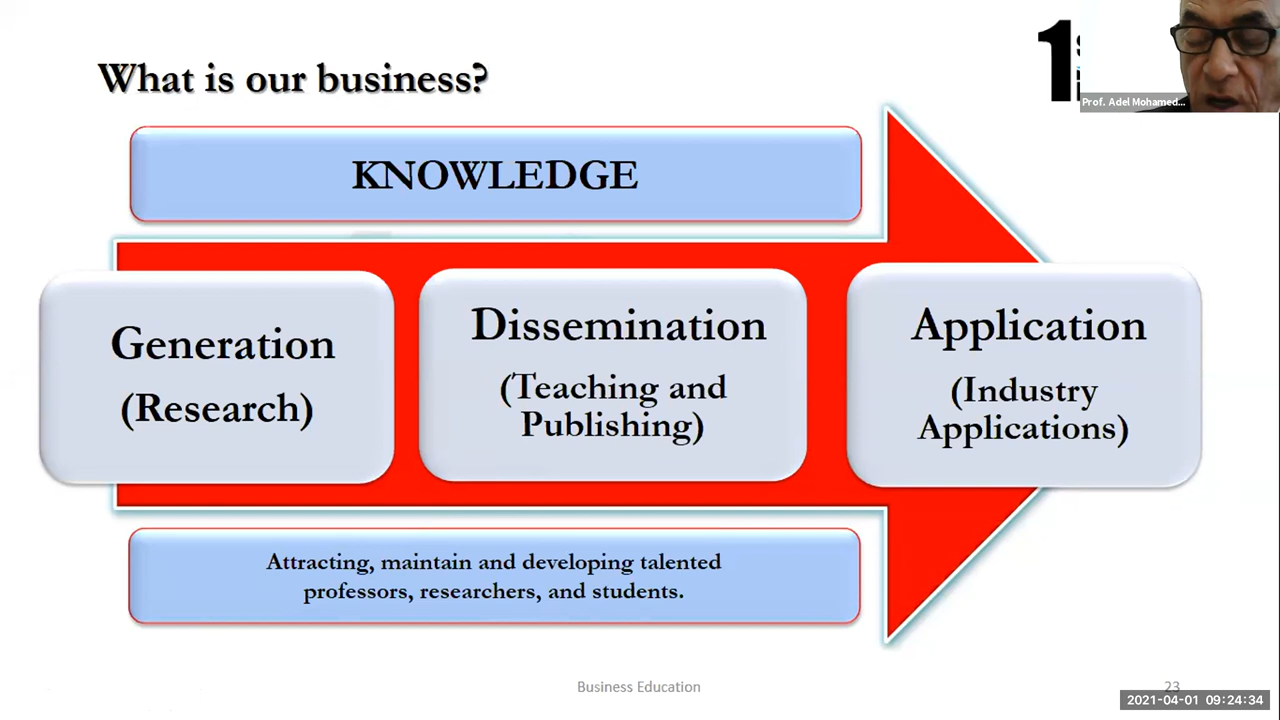 What is our business?
1
Prof. Adel Mohamed...
KNOWLEDGE
Generation
(Research)
Dissemination
(Teaching and
Publishing)
Application
(Industry
Applications)
Attracting, maintain and developing talented
professors, researchers, and students.
Business Education
23
2021-04-01 09:24:34